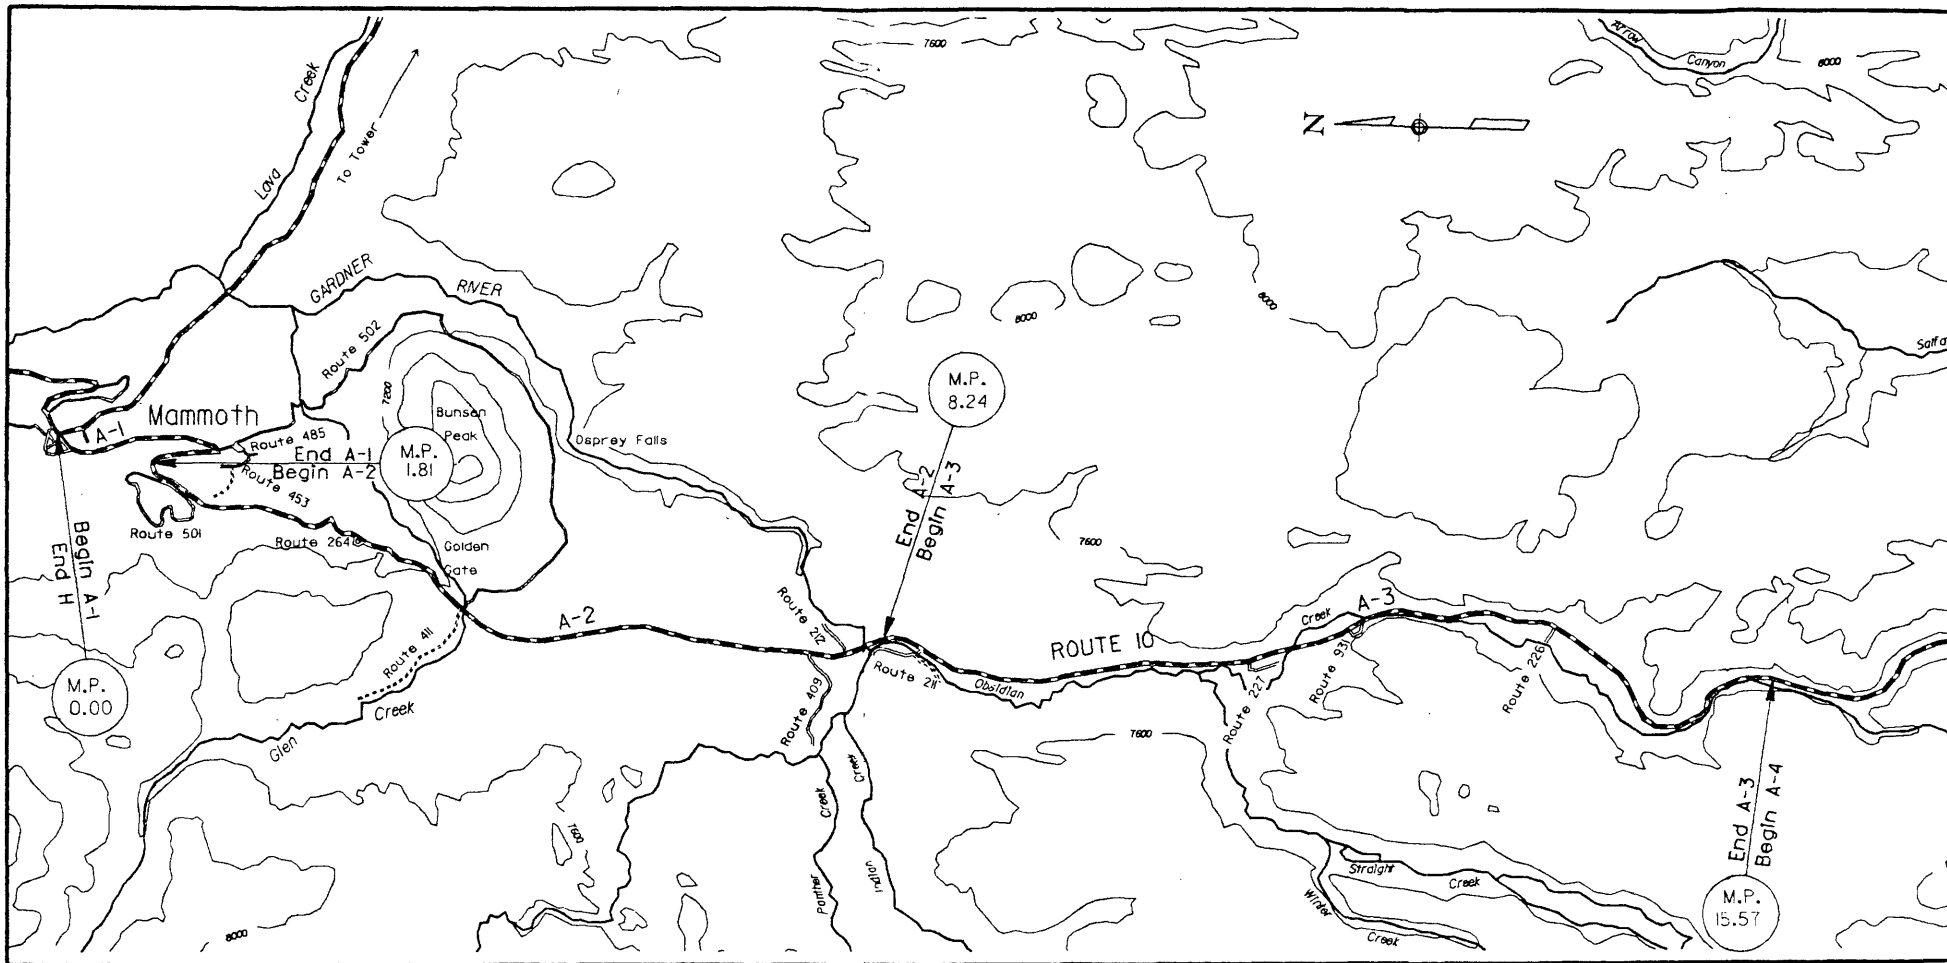 7600
Arrow
Canyon
8000
Creek
Lava
To Tower
N
GARDNER
RIVER
8000
8000
Route 502
7200
Mammoth
A-1
Bunsen
Peak
Route 485
End A-1
Begin A-2
M.P.
1.81
Route 453
Route 501
Route 264
Golden
Gate
Osprey Falls
M.P.
8.24
End A-2
Begin A-3
Begin A-1
End H
M.P.
0.00
Route 411
Glen
Creek
A-2
Route 212
Route 409
Route 211
Obsidian
Creek
ROUTE 10
A-3
7600
7600
Route 227
Route 931
Route 226
7600
8000
Panther
Creek
Indian
Creek
Straight
Creek
Winter
Creek
End A-3
Begin A-4
M.P.
15.57